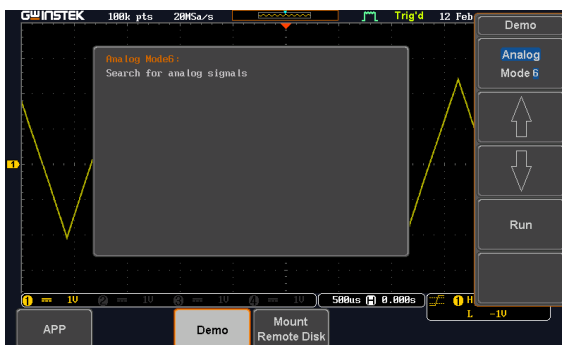 GWINSTEK 100k pts 20MSa/s Trig'd 12 Feb
Demo
Analog
Mode 6
Analog Mode6:
Search for analog signals
1
Run
1 1V 2 1V 3 1V 4 1V 500us H 0.000s 1 H
L -1V
APP
Demo
Mount
Remote Disk